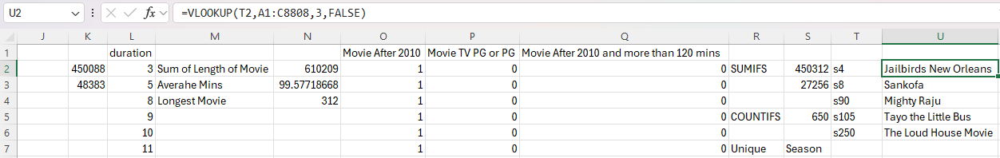 U2 fx =VLOOKUP(T2,A1:C8808,3,FALSE)
J K L M N O P Q R S T U
1 duration Movie After 2010 Movie TV PG or PG Movie After 2010 and more than 120 mins
2 450088 3 Sum of Length of Movie 610209 1 0 0 SUMIFS 450312 s4 Jailbirds New Orleans
3 48383 5 Averahe Mins 99.57718668 1 0 0 27256 s8 Sankofa
4 8 Longest Movie 312 1 0 0 s90 Mighty Raju
5 9 1 0 0 COUNTIFS 650 s105 Tayo the Little Bus
6 10 1 0 0 s250 The Loud House Movie
7 11 1 0 0 Unique Season